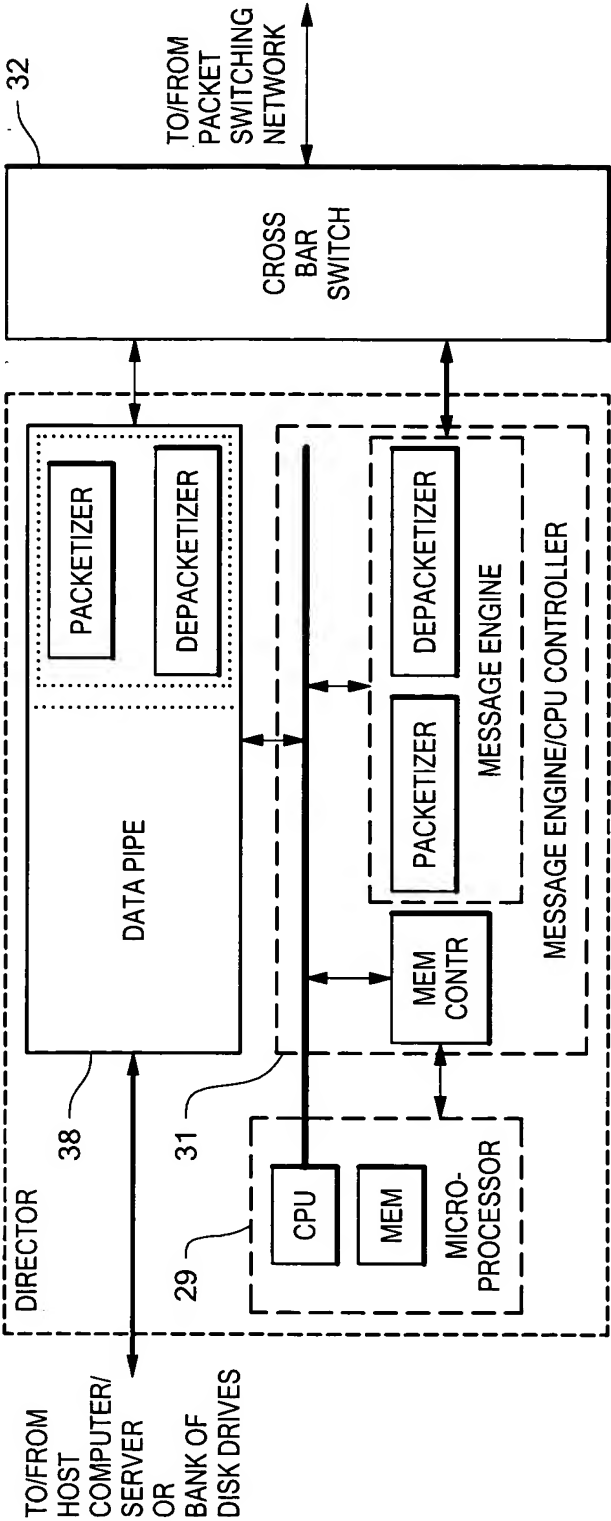 TO/FROM
HOST
COMPUTER/
SERVER
OR
BANK OF
DISK DRIVES
DIRECTOR
38
DATA PIPE
PACKETIZER
DEPACKETIZER
29
CPU
MEM
MICRO-
PROCESSOR
31
MEM
CONTR
PACKETIZER
DEPACKETIZER
MESSAGE ENGINE
MESSAGE ENGINE/CPU CONTROLLER
CROSS
BAR
SWITCH
32
TO/FROM
PACKET
SWITCHING
NETWORK